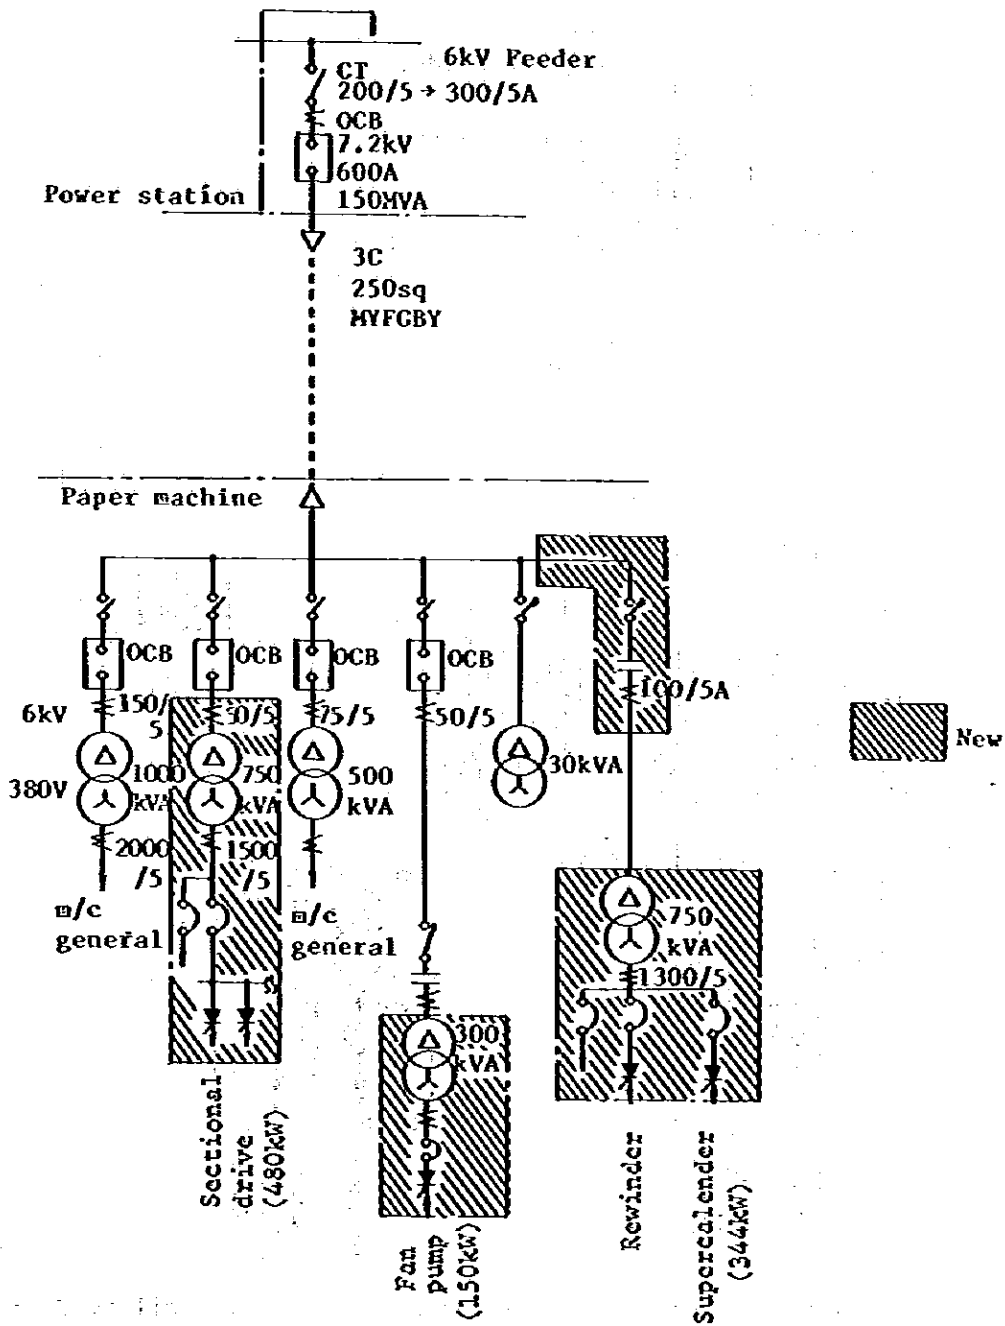 6kV Feeder
CT
200/5 → 300/5A
OCB
7.2kV
600A
150MVA
Power station
3C
250sq
MYFGBY
Paper machine
OCB
OCB
OCB
OCB
6kV
150/
5
50/5
75/5
50/5
100/5A
380V
1000
kVA
750
kVA
500
kVA
30kVA
New
2000
/5
1500
/5
m/c
general
m/c
general
750
kVA
1300/5
300
kVA
Sectional
drive
(480kW)
Fan
pump
(150kW)
Rewinder
Supercalender
(344kW)